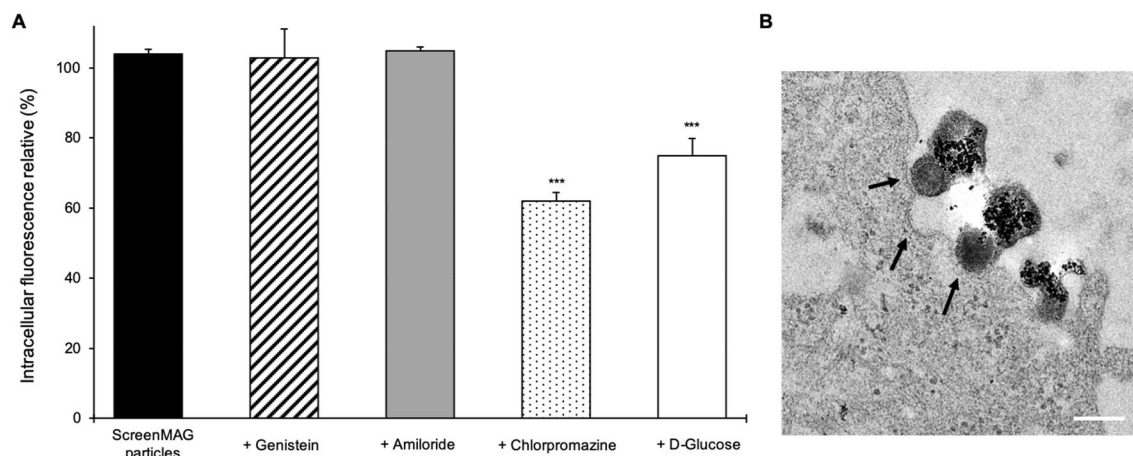 A
B
Intracellular fluorescence relative (%)
100
80
60
40
20
0
***
***
ScreenMAG
particles
+ Genistein
+ Amiloride
+ Chlorpromazine
+ D-Glucose